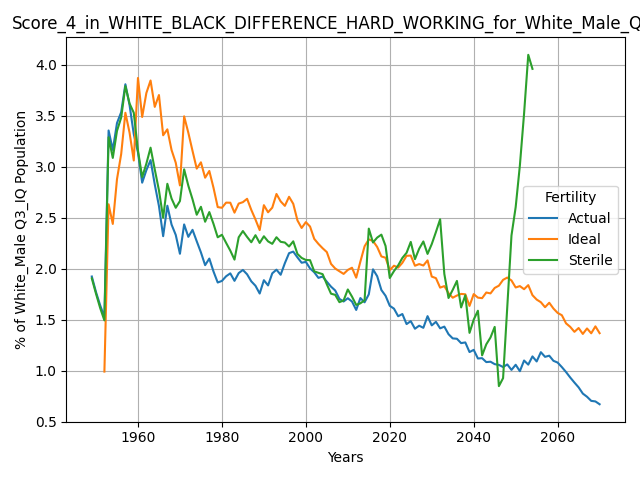 Score_4_in_WHITE_BLACK_DIFFERENCE_HARD_WORKING_for_White_Male_Q
4.0
3.5
3.0
2.5
2.0
1.5
1.0
0.5
% of White_Male Q3_IQ Population
Fertility
Actual
Ideal
Sterile
1960
1980
2000
2020
2040
2060
Years